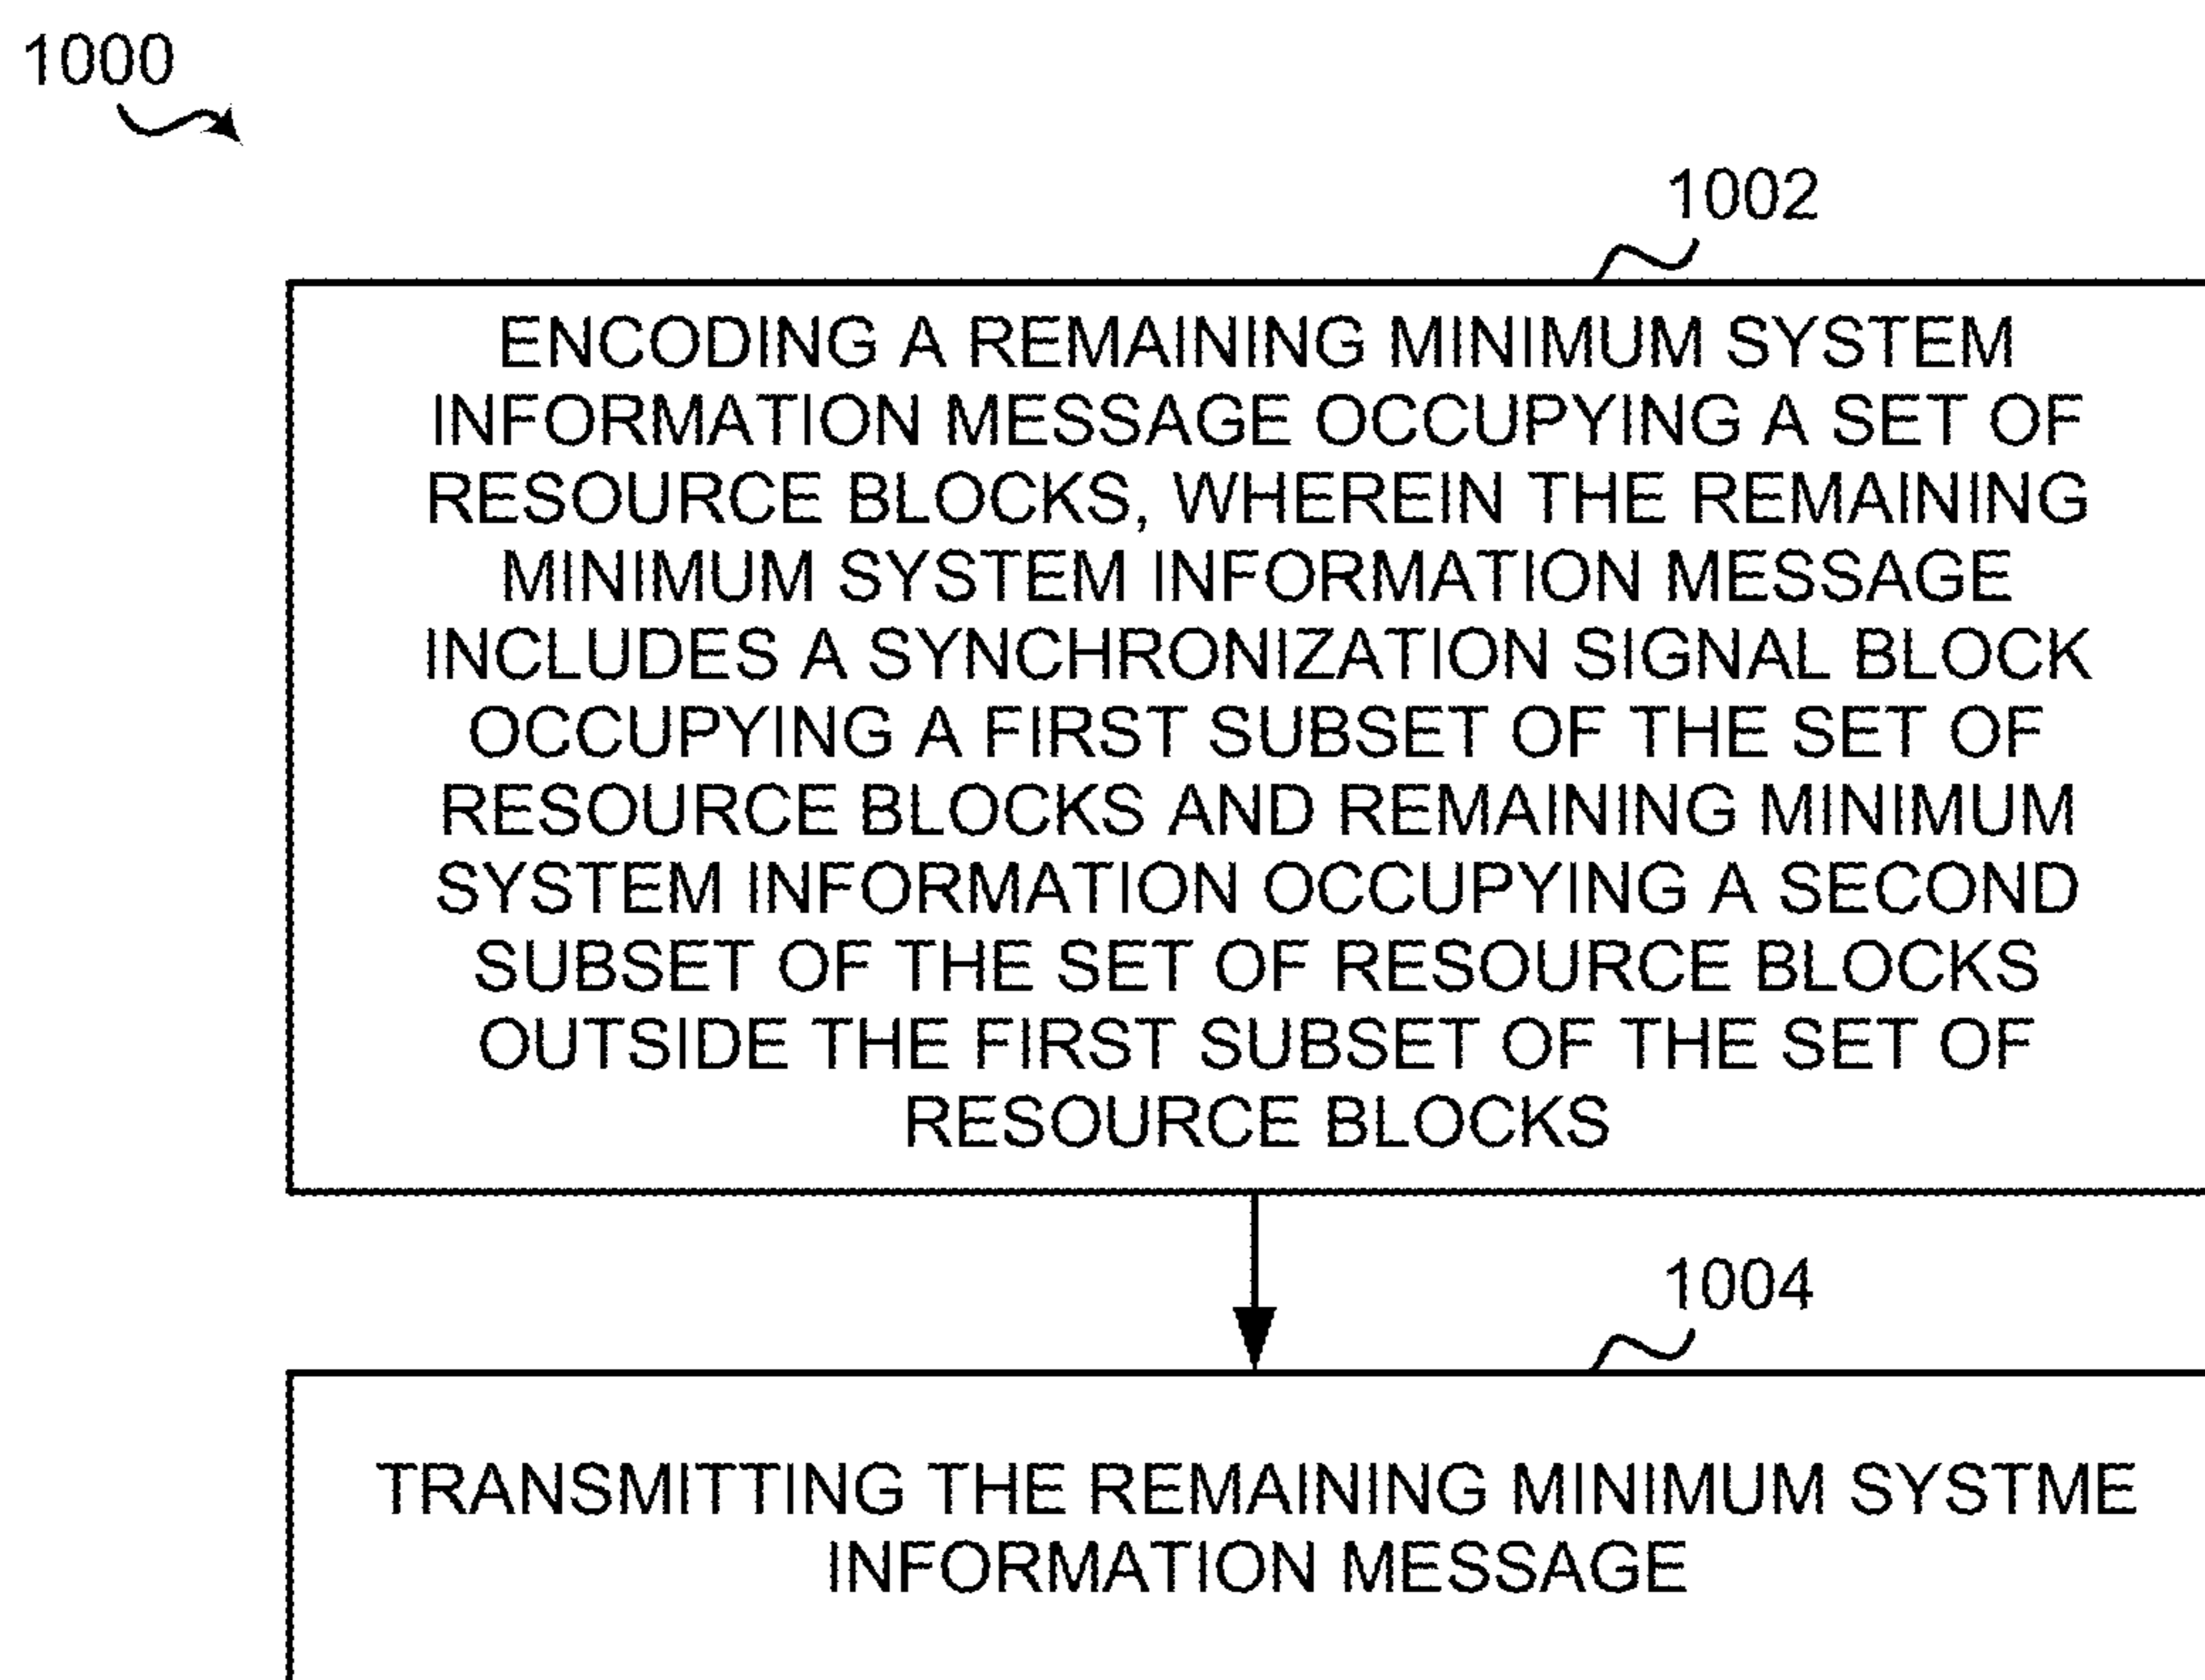 1000
1002
ENCODING A REMAINING MINIMUM SYSTEM
INFORMATION MESSAGE OCCUPYING A SET OF
RESOURCE BLOCKS, WHEREIN THE REMAINING
MINIMUM SYSTEM INFORMATION MESSAGE
INCLUDES A SYNCHRONIZATION SIGNAL BLOCK
OCCUPYING A FIRST SUBSET OF THE SET OF
RESOURCE BLOCKS AND REMAINING MINIMUM
SYSTEM INFORMATION OCCUPYING A SECOND
SUBSET OF THE SET OF RESOURCE BLOCKS
OUTSIDE THE FIRST SUBSET OF THE SET OF
RESOURCE BLOCKS
1004
TRANSMITTING THE REMAINING MINIMUM SYSTME
INFORMATION MESSAGE